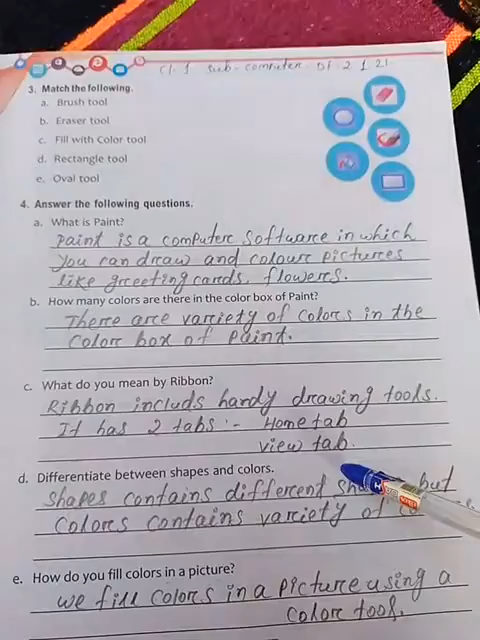 Cl. 1 sub-computer Dt 2 1 21
3. Match the following.
a. Brush tool
b. Eraser tool
c. Fill with Color tool
d. Rectangle tool
e. Oval tool
4. Answer the following questions.
a. What is Paint?
paint is a computer software in which
you can draw and colour pictures
like greeting cards, flowers.
b. How many colors are there in the color box of Paint?
There are variety of colors in the
color box of paint.
c. What do you mean by Ribbon?
Ribbon includs handy drawing tools.
It has 2 tabs :- Home tab
view tab.
d. Differentiate between shapes and colors.
shapes contains different but
colors contains variety of
e. How do you fill colors in a picture?
we fill colors in a picture using a
color tool.